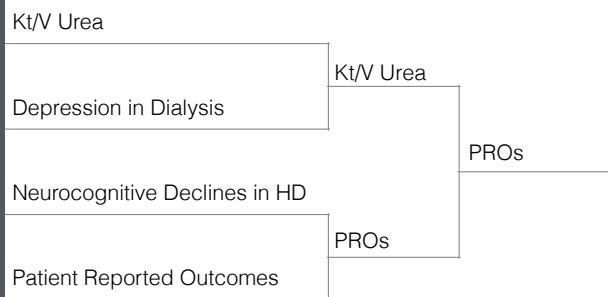 Kt/V Urea
Kt/V Urea
Depression in Dialysis
PROs
Neurocognitive Declines in HD
PROs
Patient Reported Outcomes